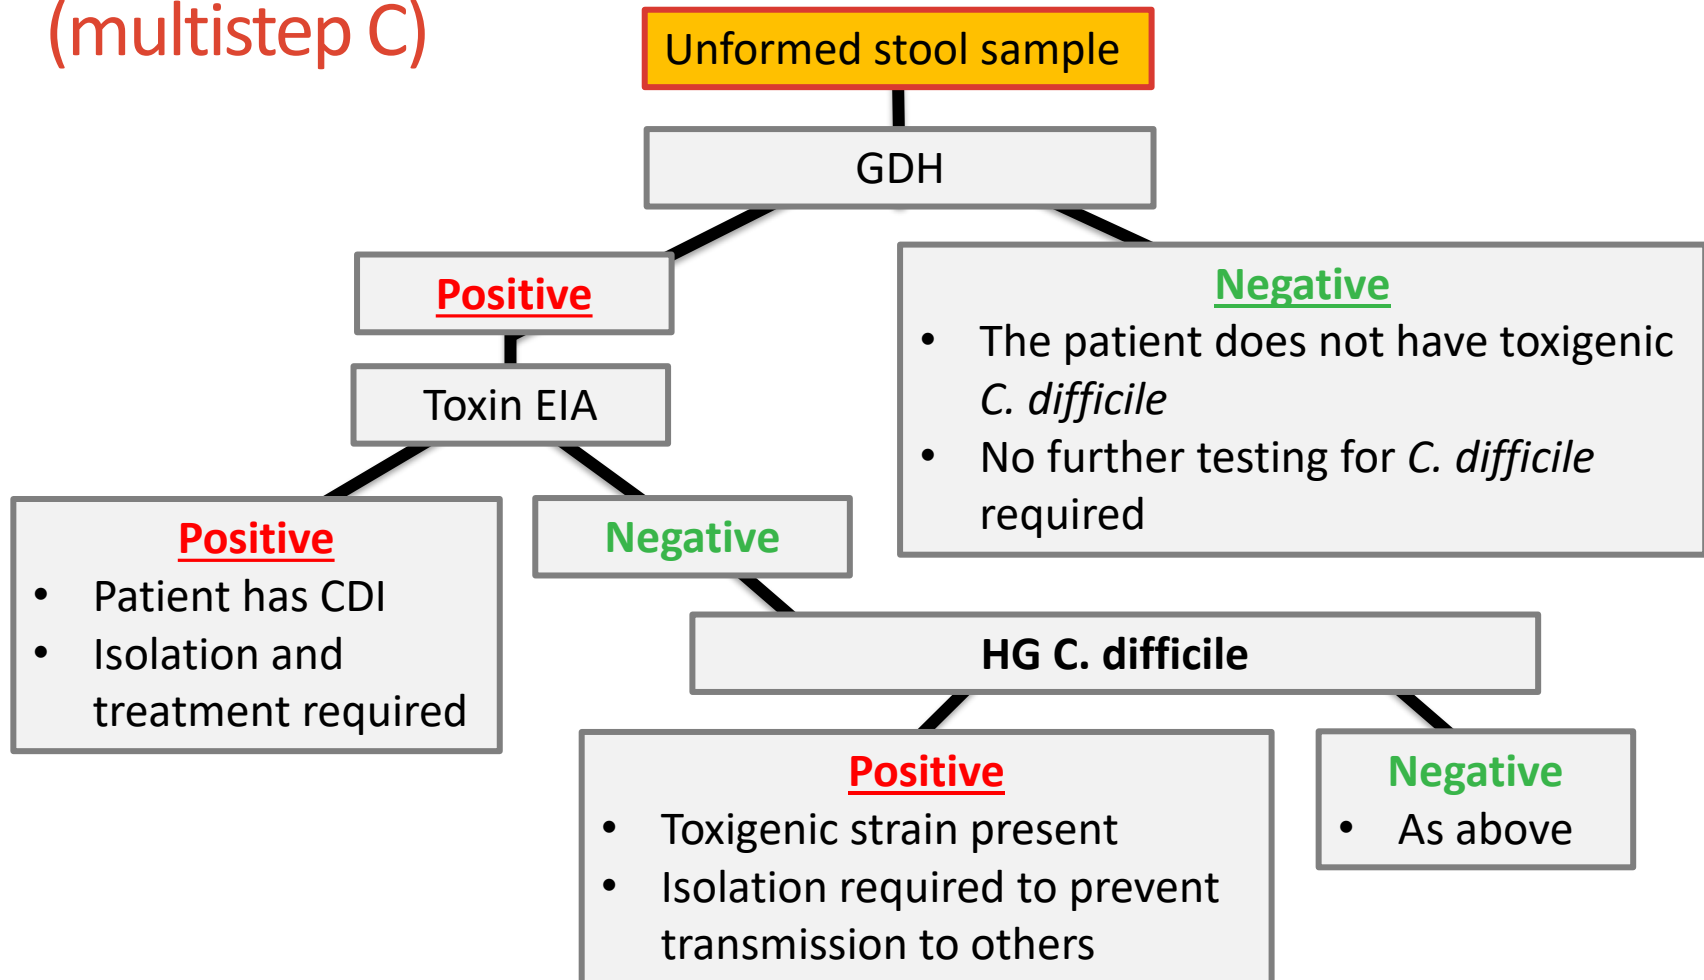 (multistep C)
Unformed stool sample
GDH
Positive
Negative
• The patient does not have toxigenic
C. difficile
• No further testing for C. difficile
required
Toxin EIA
Positive
• Patient has CDI
• Isolation and
treatment required
Negative
HG C. difficile
Positive
• Toxigenic strain present
• Isolation required to prevent
transmission to others
Negative
• As above